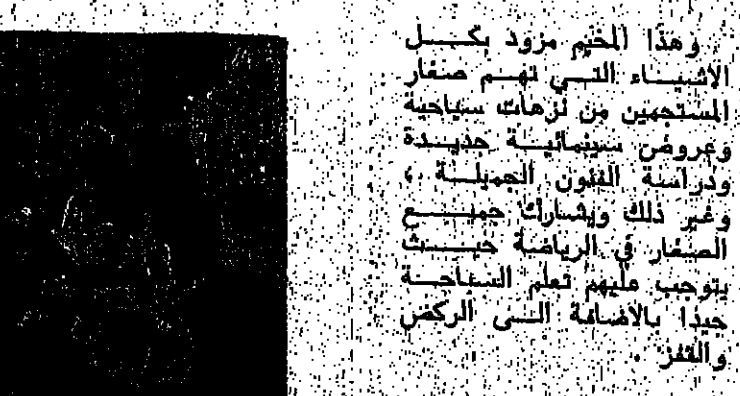 وهذا المخيم مزود بكل
الاشياء التي تهم صغار
المستجمين من نزهات سياحية
وعروض سينمائية جديدة
ودراسة الفنون الجميلة ،
وغير ذلك ويشارك جميع
الصغار في الرياضة حيث
يتوجب عليهم تعلم السباحة
جيدا بالاضافة الى الركض
والقفز .